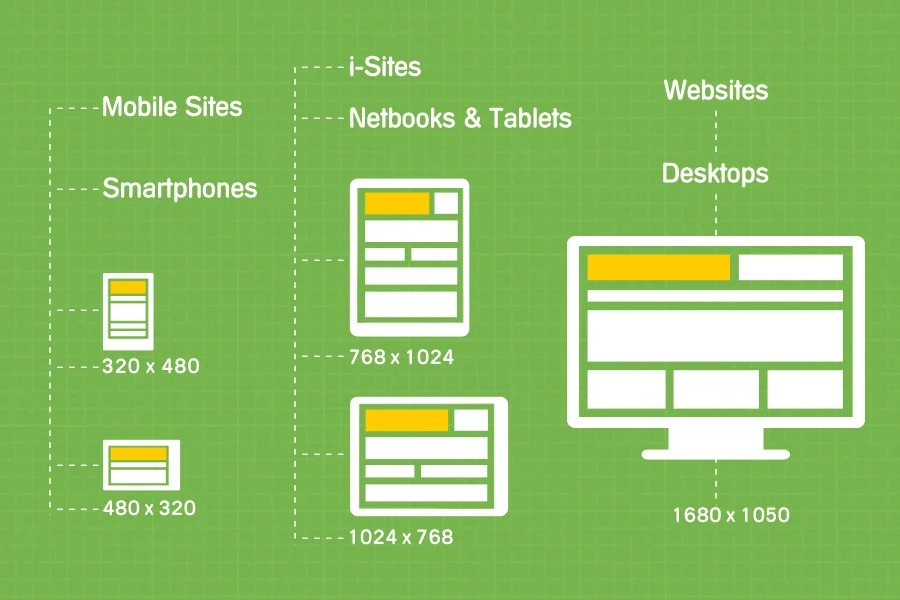 Mobile Sites
Smartphones
320 x 480
480 x 320
i-Sites
Netbooks & Tablets
768 x 1024
1024 x 768
Websites
Desktops
1680 x 1050